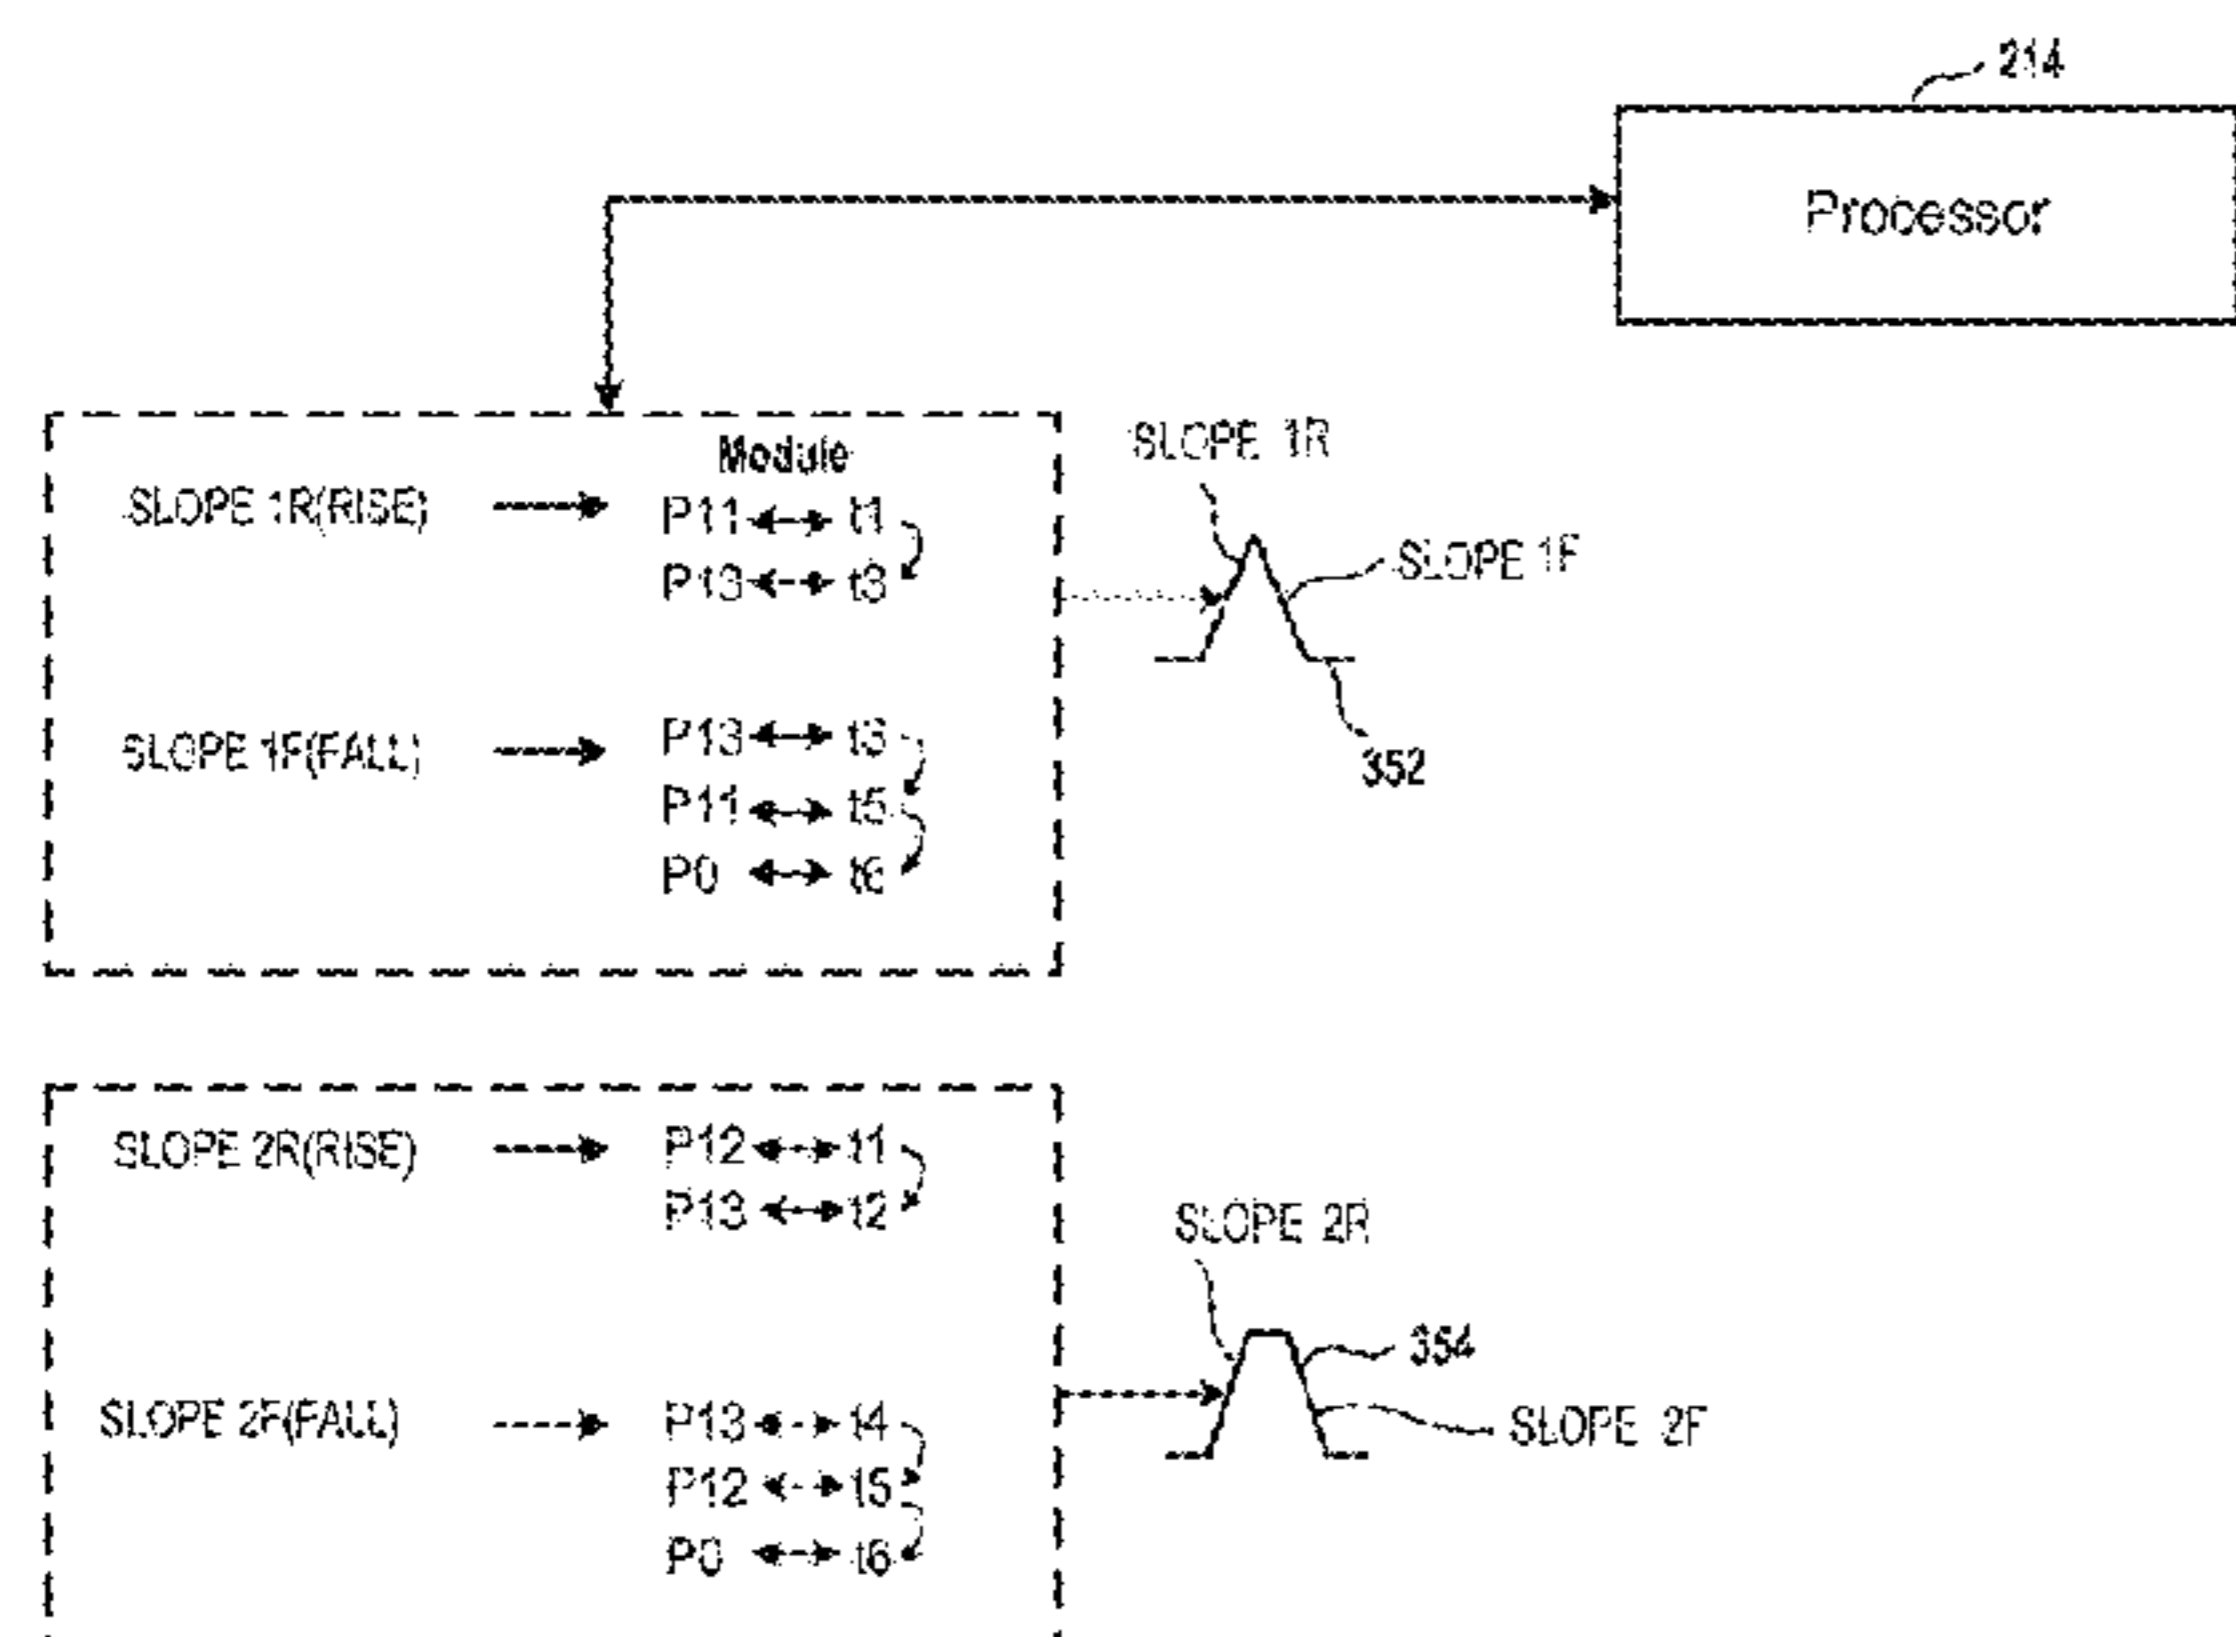 214
Processor
Module
SLOPE 1R(RISE)
P11 t1
P13 t3
SLOPE 1R
SLOPE 1F
352
SLOPE 1F(FALL)
P13 t3
P11 t5
P0 t6
SLOPE 2R(RISE)
P12 t1
P13 t2
SLOPE 2R
354
SLOPE 2F
SLOPE 2F(FALL)
P13 t4
P12 t5
P0 t6